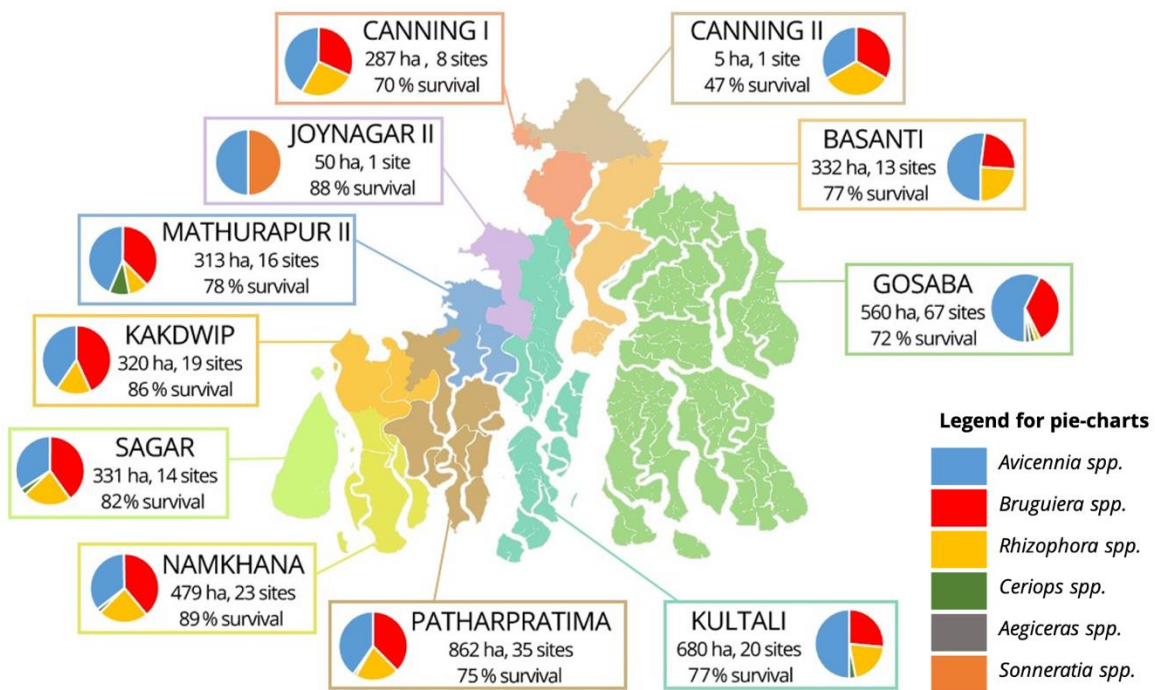 CANNING I
287 ha , 8 sites
70 % survival
CANNING II
5 ha, 1 site
47 % survival
JOYNAGAR II
50 ha, 1 site
88 % survival
BASANTI
332 ha, 13 sites
77 % survival
MATHURAPUR II
313 ha, 16 sites
78 % survival
GOSABA
560 ha, 67 sites
72 % survival
KAKDWIP
320 ha, 19 sites
86 % survival
SAGAR
331 ha, 14 sites
82 % survival
NAMKHANA
479 ha, 23 sites
89 % survival
PATHARPRATIMA
862 ha, 35 sites
75 % survival
KULTALI
680 ha, 20 sites
77 % survival
Legend for pie-charts
Avicennia spp.
Bruguiera spp.
Rhizophora spp.
Ceriops spp.
Aegiceras spp.
Sonneratia spp.